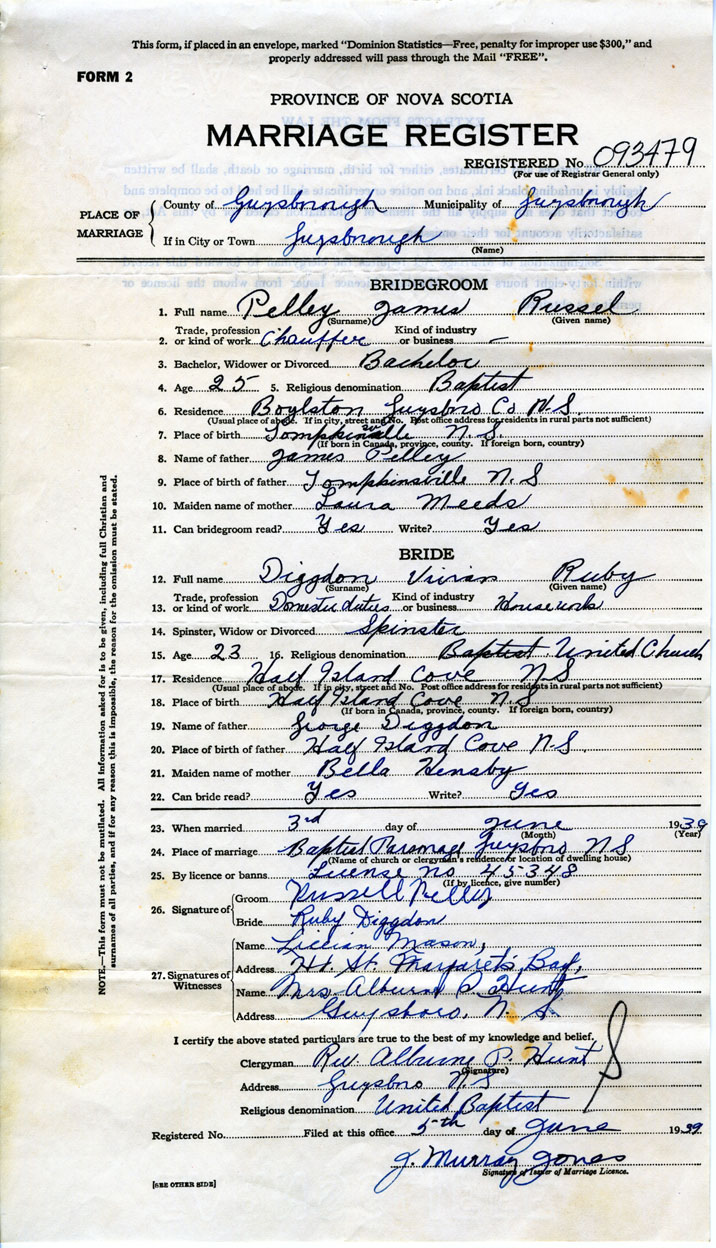 This form, if placed in an envelope, marked "Dominion Statistics—Free, penalty for improper use $300," and
properly addressed will pass through the Mail "FREE".
FORM 2
PROVINCE OF NOVA SCOTIA
MARRIAGE REGISTER
REGISTERED No. 093479
(For use of Registrar General only)
PLACE OF MARRIAGE
County of Guysborough Municipality of Guysborough
If in City or Town Guysborough
(Name)
BRIDEGROOM
1. Full name Pelley James Russel
(Surname) (Given name)
2. Trade, profession or kind of work Chauffer Kind of industry or business –
3. Bachelor, Widower or Divorced Bachelor
4. Age 25 5. Religious denomination Baptist
6. Residence Boylston Guysboro Co N.S.
(Usual place of abode. If in city, street and No. Post office address for residents in rural parts not sufficient)
7. Place of birth Tompkinsville N.S.
(If born in Canada, province, county. If foreign born, country)
8. Name of father James Pelley
9. Place of birth of father Tompkinsville N.S
10. Maiden name of mother Laura Meeds
11. Can bridegroom read? Yes Write? Yes
BRIDE
12. Full name Diggdon Vivian Ruby
(Surname) (Given name)
13. Trade, profession or kind of work Domestic duties Kind of industry or business Housework
14. Spinster, Widow or Divorced Spinster
15. Age 23 16. Religious denomination Baptist United Church
17. Residence Half Island Cove NS
(Usual place of abode. If in city, street and No. Post office address for residents in rural parts not sufficient)
18. Place of birth Half Island Cove N.S
(If born in Canada, province, county. If foreign born, country)
19. Name of father George Diggdon
20. Place of birth of father Half Island Cove N.S.
21. Maiden name of mother Bella Hensby
22. Can bride read? Yes Write? Yes
23. When married 3rd day of June 1939
(Month) (Year)
24. Place of marriage Baptist Parsonage Guysboro NS
(Name of church or clergyman's residence or location of dwelling house)
25. By licence or banns License no 45348
(If by licence, give number)
26. Signature of
Groom Russell Pelley
Bride Ruby Diggdon
27. Signatures of Witnesses
Name Lillian Mason,
Address Hd. St. Margaret's Bay,
Name Mrs. Alburn P. Hunt
Address Guysboro, N. S
I certify the above stated particulars are true to the best of my knowledge and belief.
Clergyman Rev. Alburne P. Hunt
(Signature)
Address Guysboro N.S
Religious denomination United Baptist
Registered No. Filed at this office 5th day of June 1939
J. Murray Jones
Signature of Issuer of Marriage Licence.
[SEE OTHER SIDE]
NOTE.—This form must not be mutilated. All information asked for is to be given, including full Christian and
surnames of all parties, and if for any reason this is impossible, the reason for the omission must be stated.